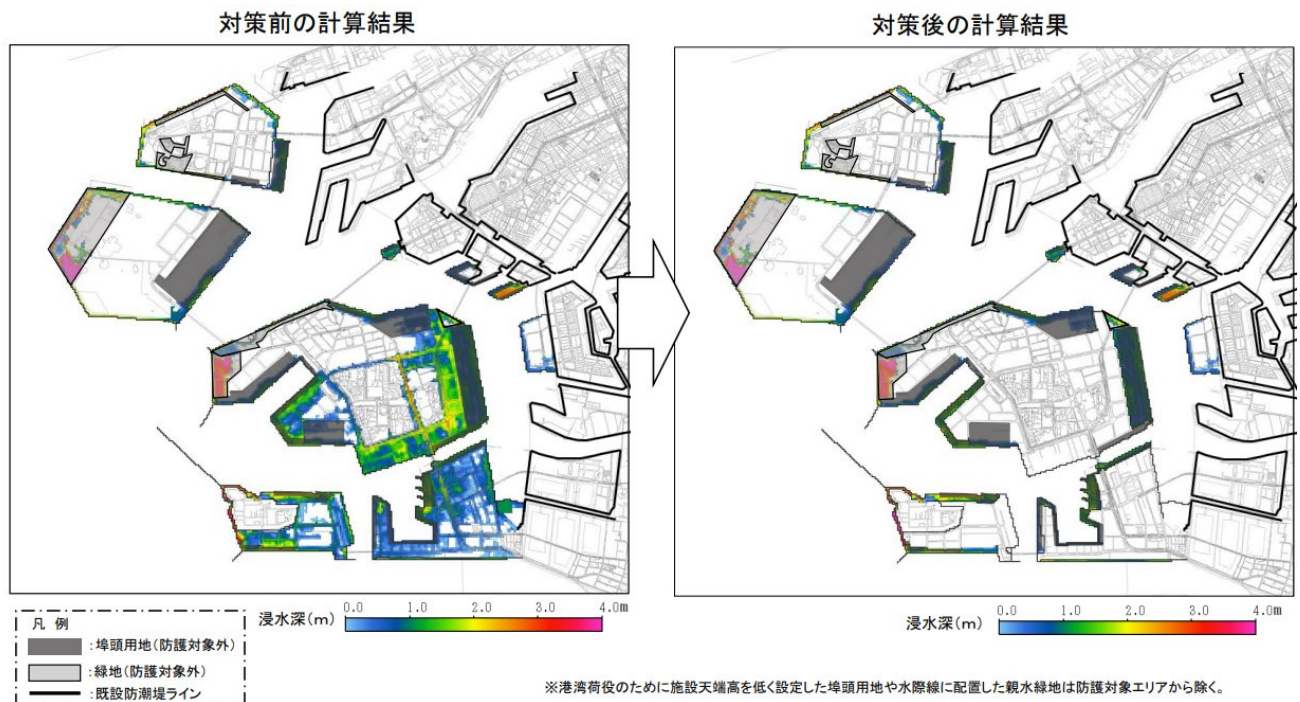 対策前の計算結果
対策後の計算結果
浸水深(m)
0.0 1.0 2.0 3.0 4.0m
浸水深(m)
0.0 1.0 2.0 3.0 4.0m
凡 例
:埠頭用地(防護対象外)
:緑地(防護対象外)
:既設防潮堤ライン
※港湾荷役のために施設天端高を低く設定した埠頭用地や水際線に配置した親水緑地は防護対象エリアから除く。